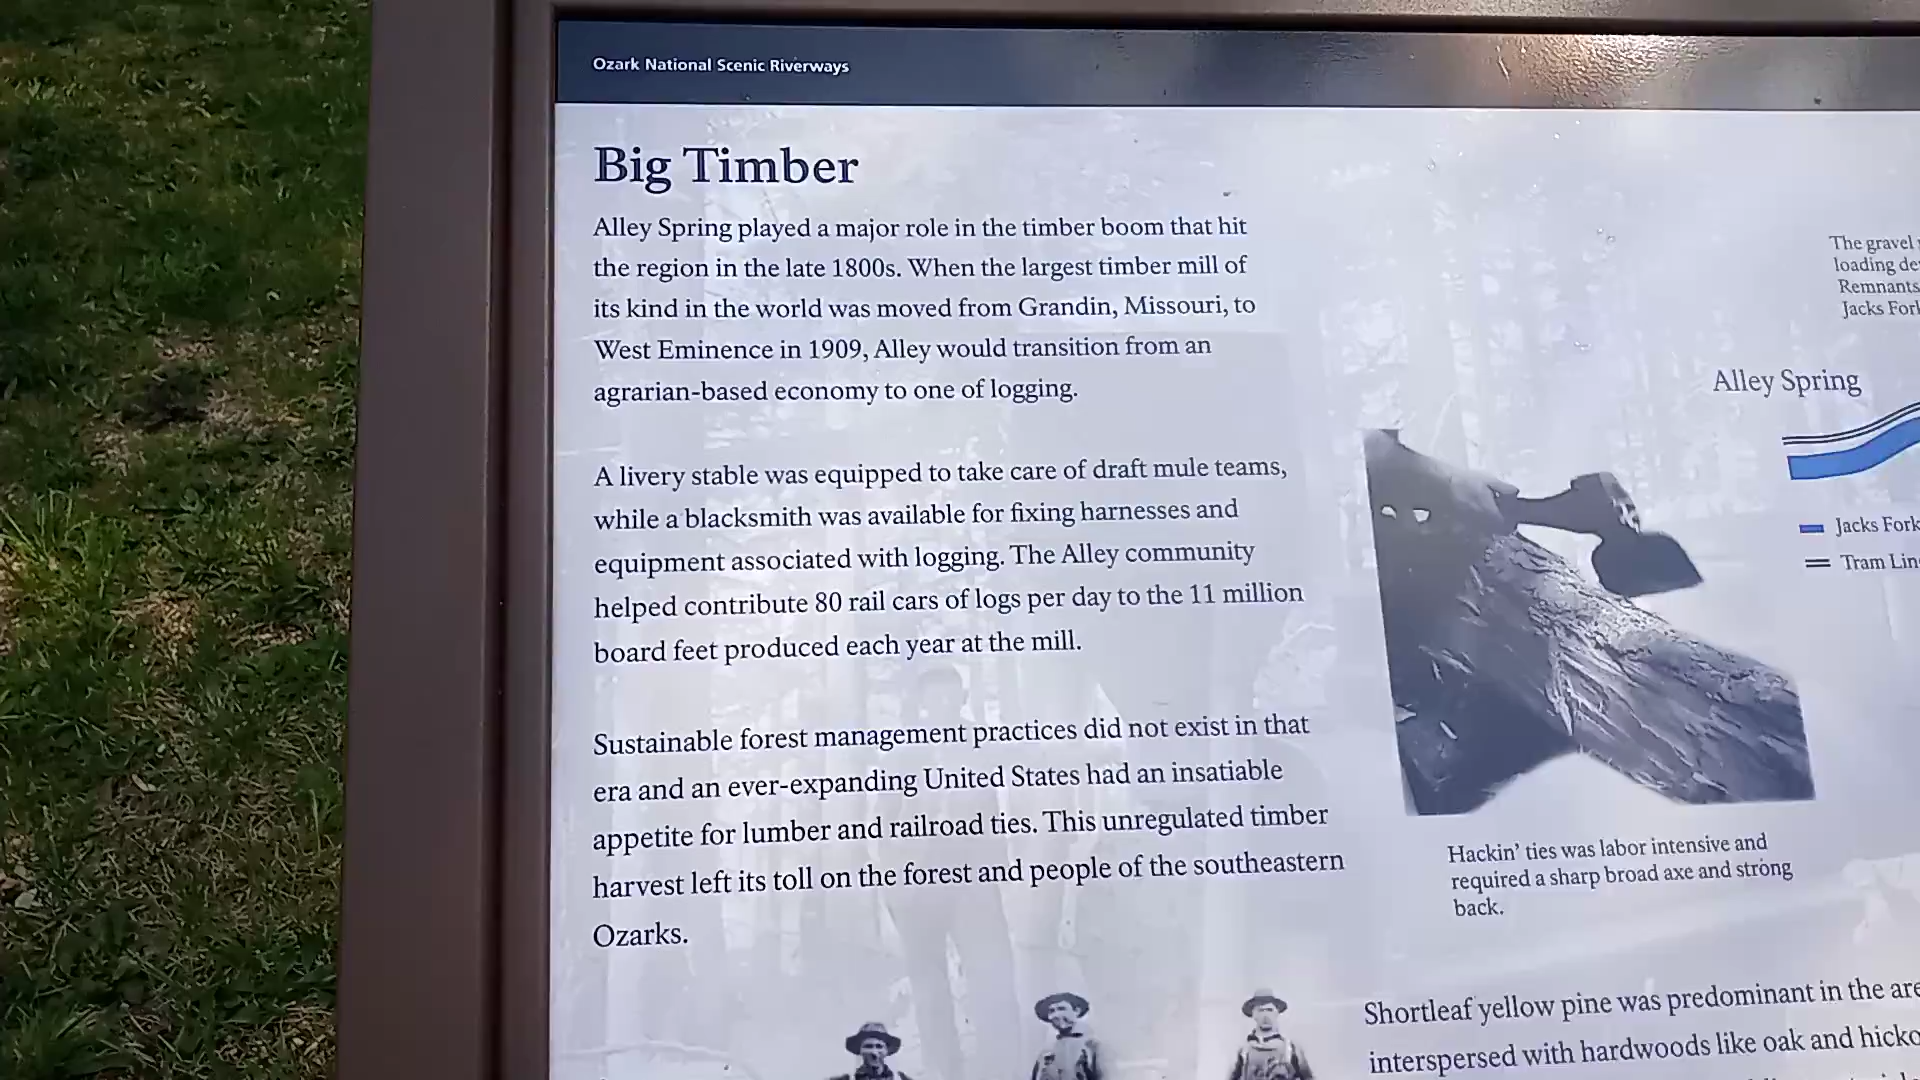 Ozark National Scenic Riverways
Big Timber
Alley Spring played a major role in the timber boom that hit
the region in the late 1800s. When the largest timber mill of
its kind in the world was moved from Grandin, Missouri, to
West Eminence in 1909, Alley would transition from an
agrarian-based economy to one of logging.
A livery stable was equipped to take care of draft mule teams,
while a blacksmith was available for fixing harnesses and
equipment associated with logging. The Alley community
helped contribute 80 rail cars of logs per day to the 11 million
board feet produced each year at the mill.
Sustainable forest management practices did not exist in that
era and an ever-expanding United States had an insatiable
appetite for lumber and railroad ties. This unregulated timber
harvest left its toll on the forest and people of the southeastern
Ozarks.
The gravel
loading
Remnants
Jacks
Alley Spring
Jacks Fork
Tram
Hackin' ties was labor intensive and
required a sharp broad axe and strong
back.
Shortleaf yellow pine was predominant in the
interspersed with hardwoods like oak and